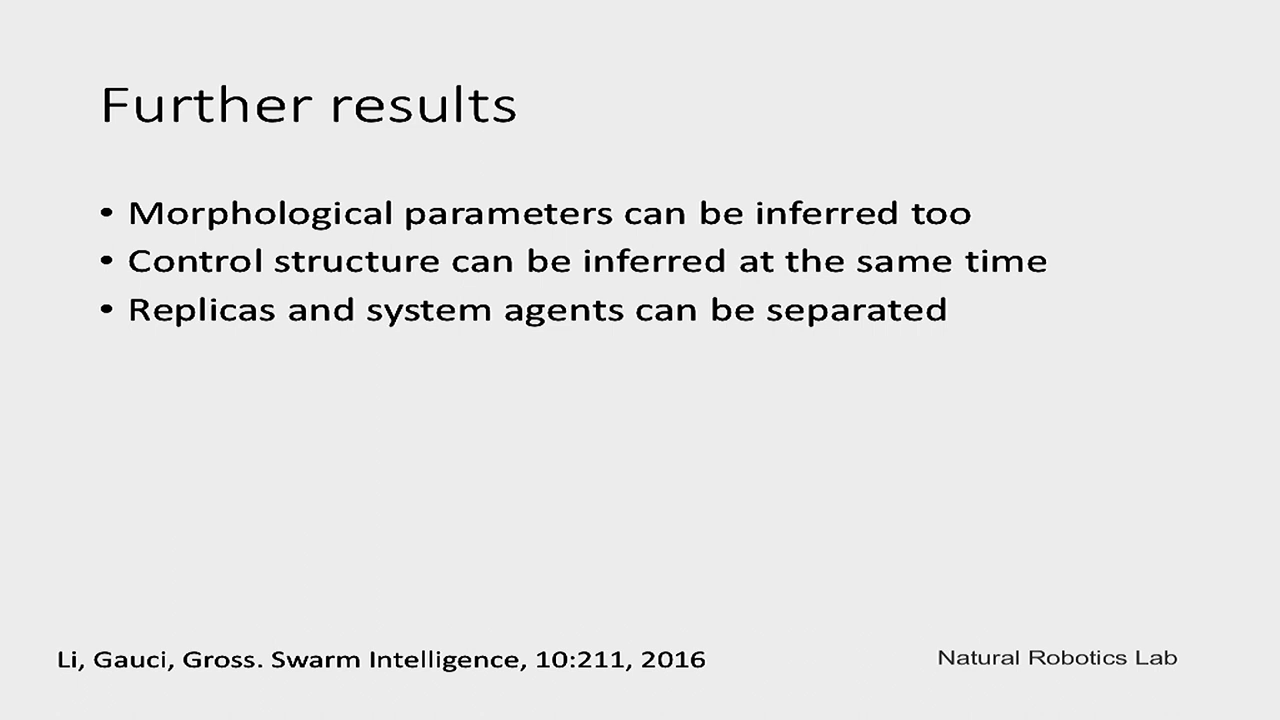 Further results
• Morphological parameters can be inferred too
• Control structure can be inferred at the same time
• Replicas and system agents can be separated
Li, Gauci, Gross. Swarm Intelligence, 10:211, 2016
Natural Robotics Lab